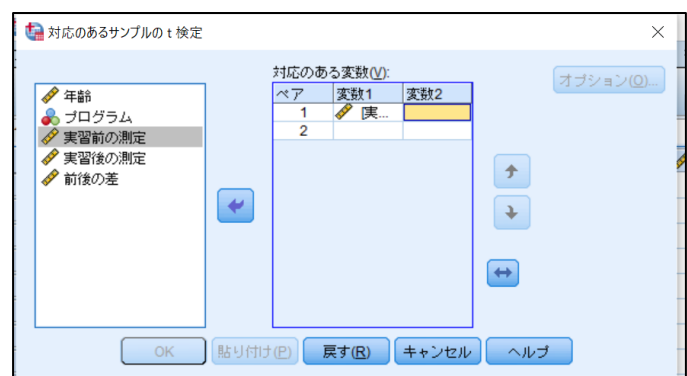 対応のあるサンプルの t 検定
対応のある変数(V):
オプション(O)...
年齢
プログラム
実習前の測定
実習後の測定
前後の差
ペア 変数1 変数2
1 [実...
2
OK 貼り付け(P) 戻す(R) キャンセル ヘルプ